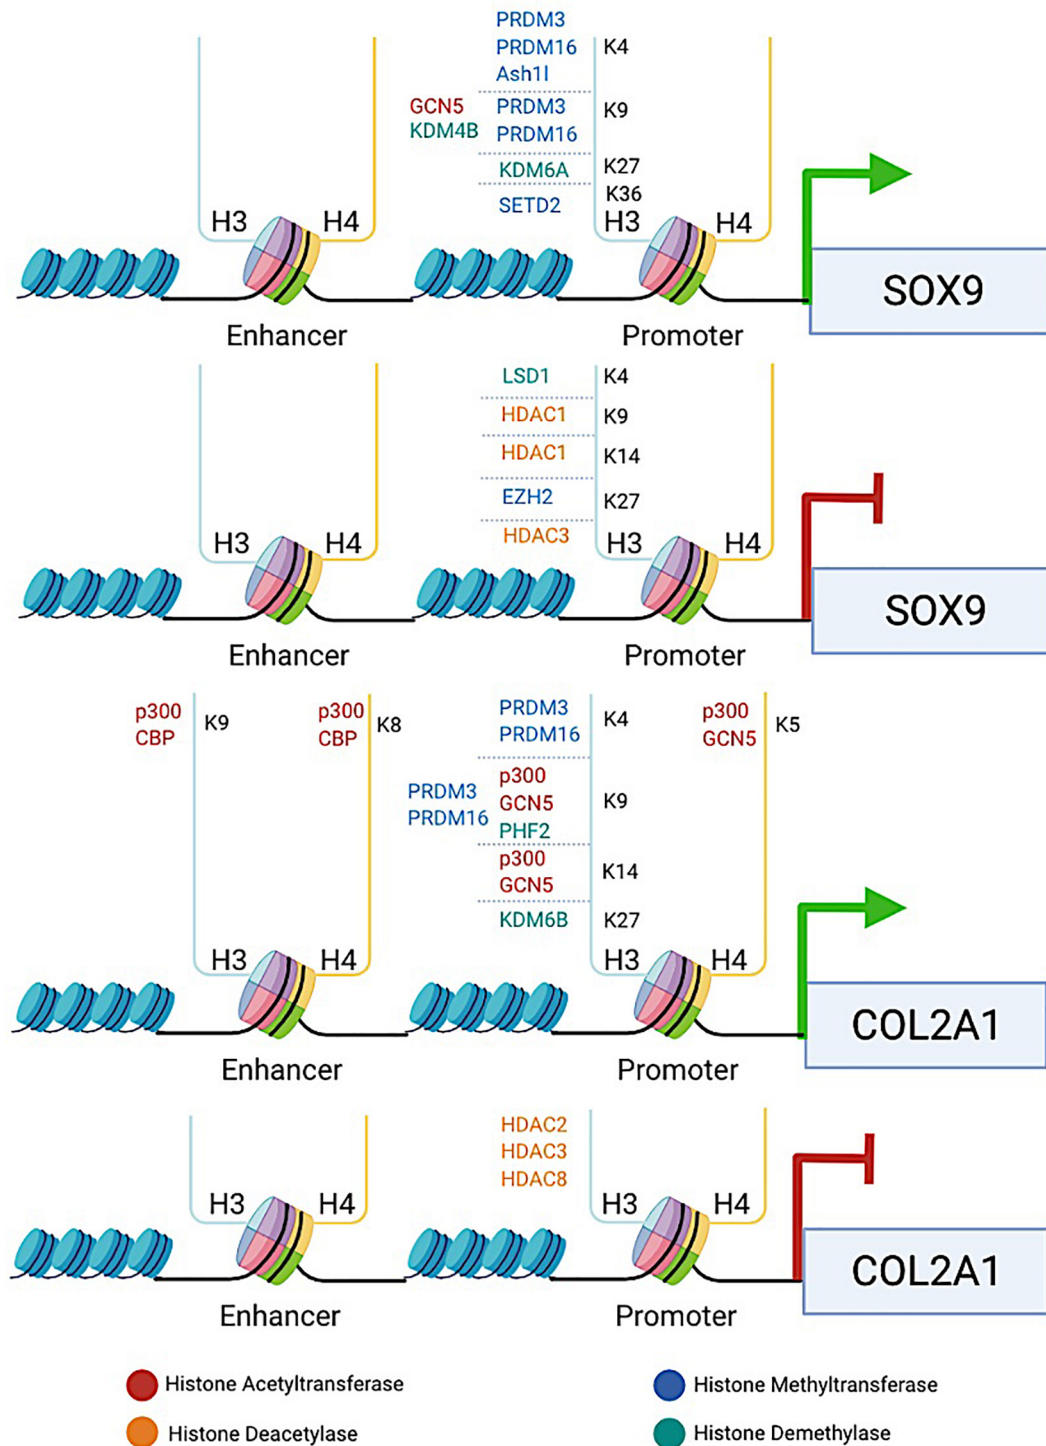 PRDM3
PRDM16
Ash1l
K4
GCN5
KDM4B
PRDM3
PRDM16
K9
KDM6A
K27
SETD2
K36
H3 H4
H3 H4
Enhancer
Promoter
SOX9
LSD1
K4
HDAC1
K9
HDAC1
K14
EZH2
K27
HDAC3
H3 H4
H3 H4
Enhancer
Promoter
SOX9
p300
CBP
K9
p300
CBP
K8
PRDM3
PRDM16
K4
p300
GCN5
K5
PRDM3
PRDM16
p300
GCN5
PHF2
K9
p300
GCN5
K14
KDM6B
K27
H3 H4
H3 H4
Enhancer
Promoter
COL2A1
HDAC2
HDAC3
HDAC8
H3 H4
H3 H4
Enhancer
Promoter
COL2A1
Histone Acetyltransferase
Histone Methyltransferase
Histone Deacetylase
Histone Demethylase